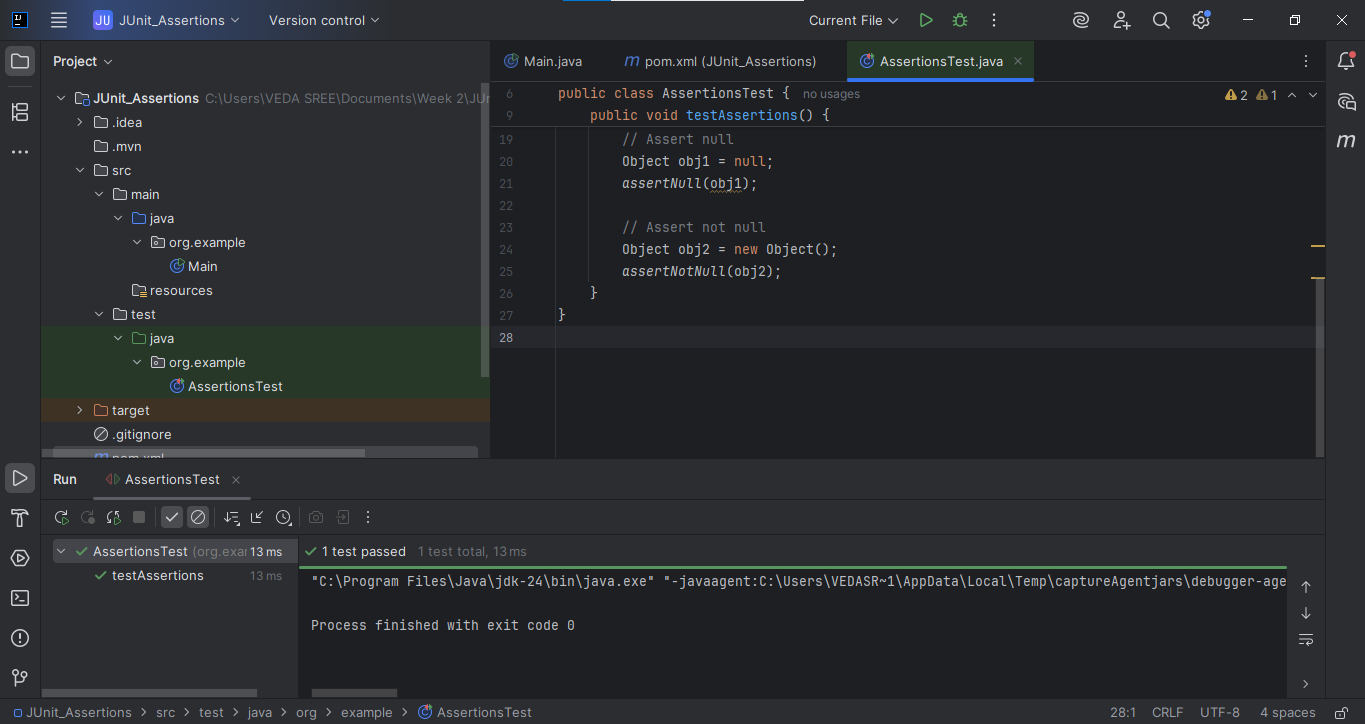 JU JUnit_Assertions Version control Current File
Project
Main.java
pom.xml (JUnit_Assertions)
AssertionsTest.java
JUnit_Assertions C:\Users\VEDA SREE\Documents\Week 2\JU
.idea
.mvn
src
main
java
org.example
Main
resources
test
java
org.example
AssertionsTest
target
.gitignore
pom.xml
6 public class AssertionsTest { no usages
2 1
9 public void testAssertions() {
19 // Assert null
20 Object obj1 = null;
21 assertNull(obj1);
22
23 // Assert not null
24 Object obj2 = new Object();
25 assertNotNull(obj2);
26 }
27 }
28
Run AssertionsTest
AssertionsTest (org.exar 13 ms
testAssertions 13 ms
1 test passed 1 test total, 13 ms
"C:\Program Files\Java\jdk-24\bin\java.exe" "-javaagent:C:\Users\VEDASR~1\AppData\Local\Temp\captureAgentjars\debugger-age
Process finished with exit code 0
JUnit_Assertions > src > test > java > org > example > AssertionsTest
28:1 CRLF UTF-8 4 spaces